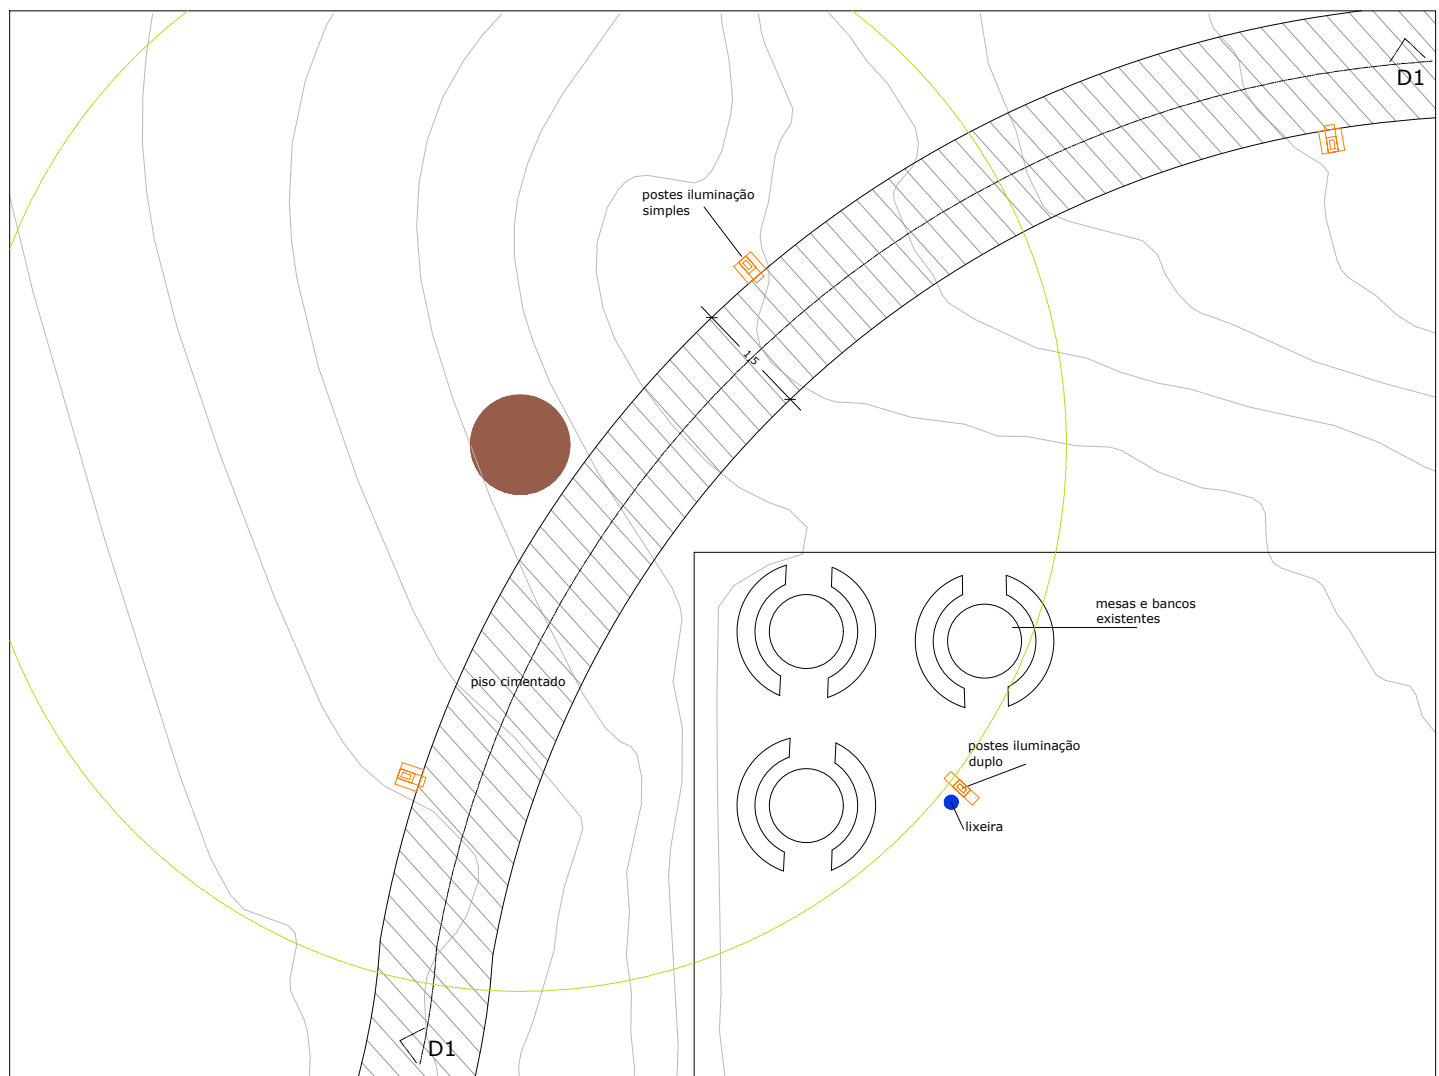 D1
postes iluminação
simples
1,5
mesas e bancos
existentes
piso cimentado
postes iluminação
duplo
lixeira
D1